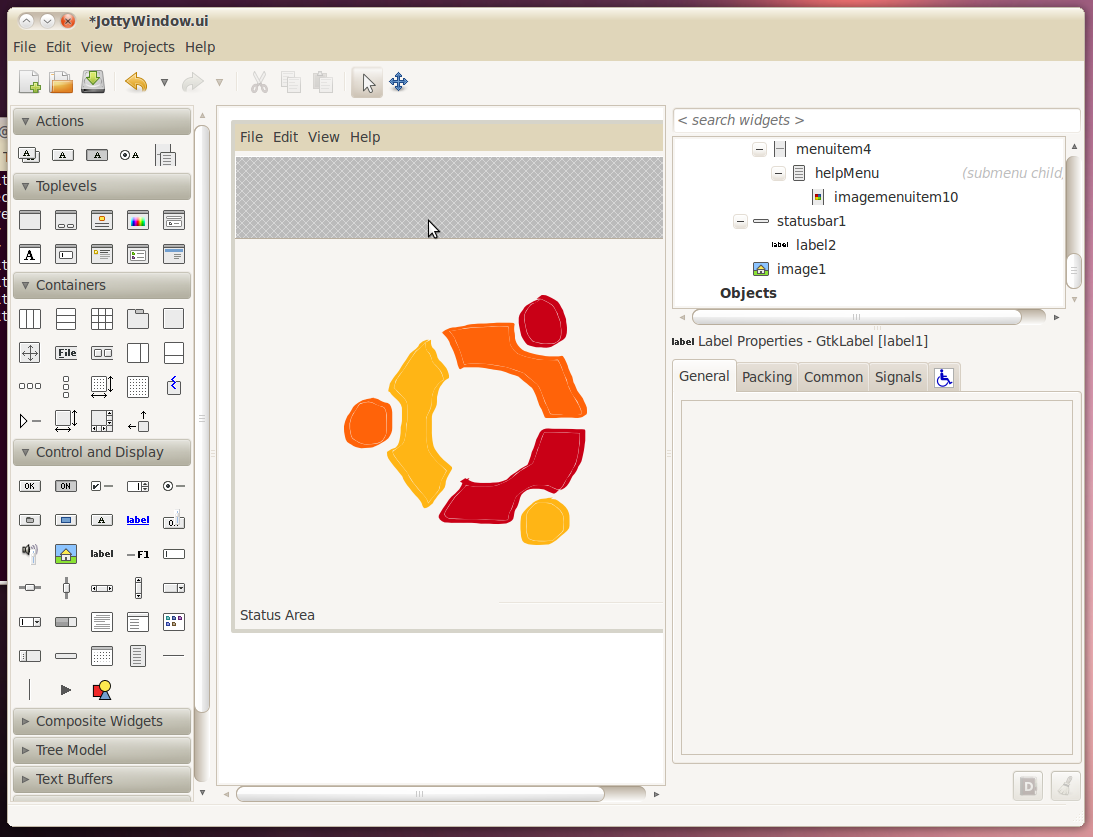 *JottyWindow.ui
File Edit View Projects Help
Actions
A A A A
Toplevels
A
Containers
File
Control and Display
OK ON
A label 0..
label F1
Composite Widgets
Tree Model
Text Buffers
File Edit View Help
Status Area
< search widgets >
menuitem4
helpMenu (submenu child
imagemenuitem10
statusbar1
label label2
image1
Objects
label Label Properties - GtkLabel [label1]
General Packing Common Signals
D